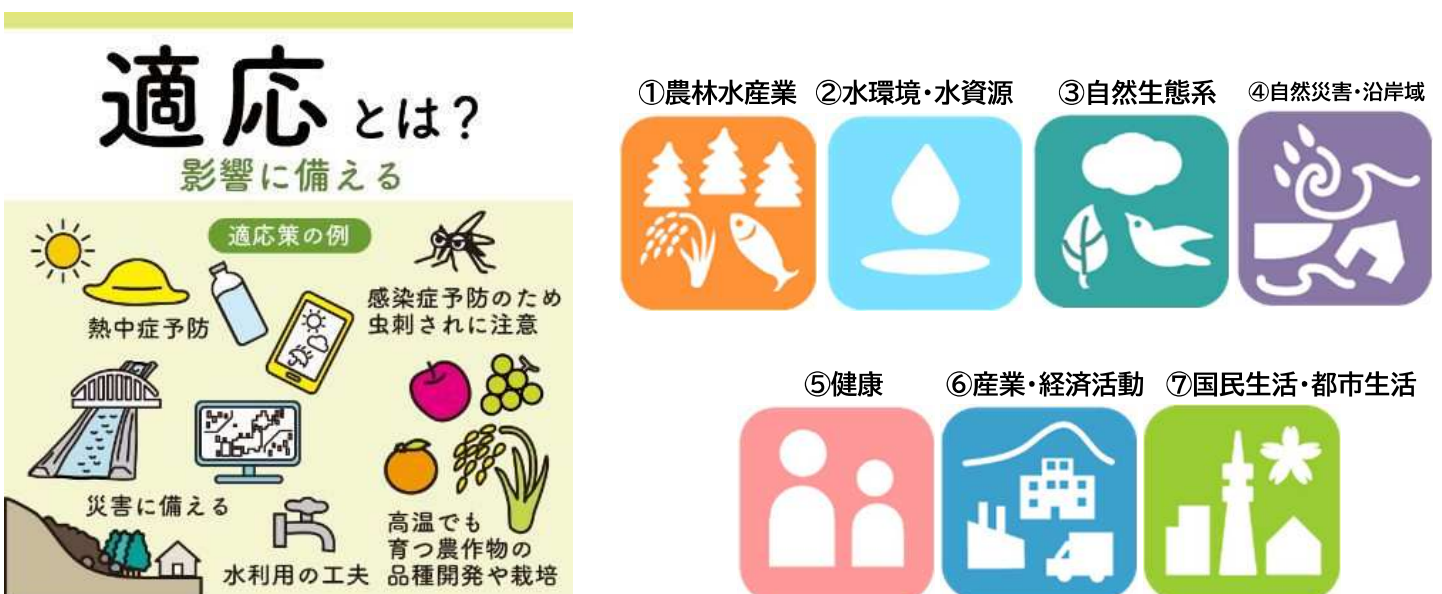 適応とは?
影響に備える
適応策の例
熱中症予防
感染症予防のため
虫刺されに注意
災害に備える
水利用の工夫
高温でも
育つ農作物の
品種開発や栽培
①農林水産業
②水環境・水資源
③自然生態系
④自然災害・沿岸域
⑤健康
⑥産業・経済活動
⑦国民生活・都市生活